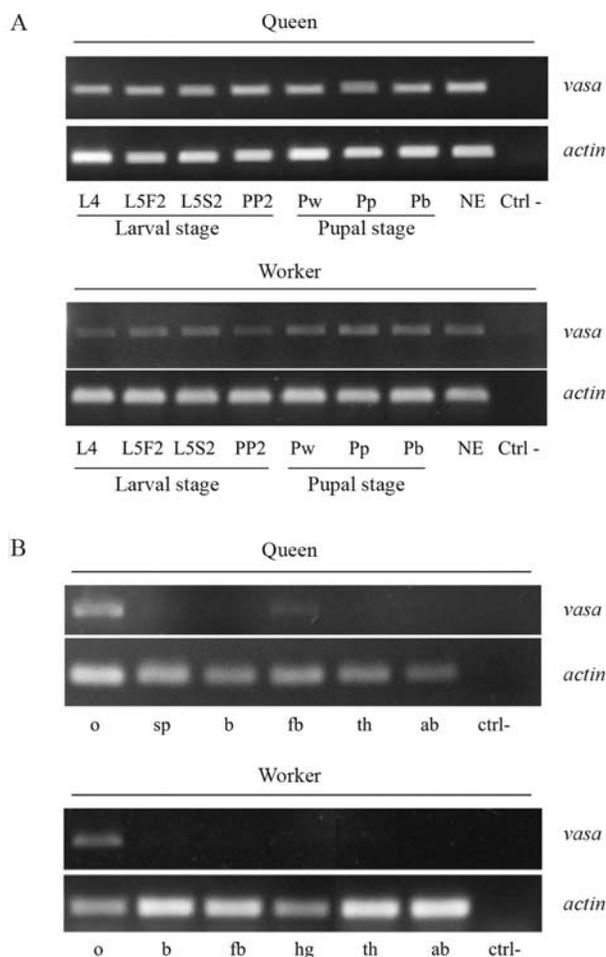 A
Queen
vasa
actin
L4 L5F2 L5S2 PP2 Pw Pp Pb NE Ctrl -
Larval stage Pupal stage
Worker
vasa
actin
L4 L5F2 L5S2 PP2 Pw Pp Pb NE Ctrl -
Larval stage Pupal stage
B
Queen
vasa
actin
o sp b fb th ab ctrl-
Worker
vasa
actin
o b fb hg th ab ctrl-